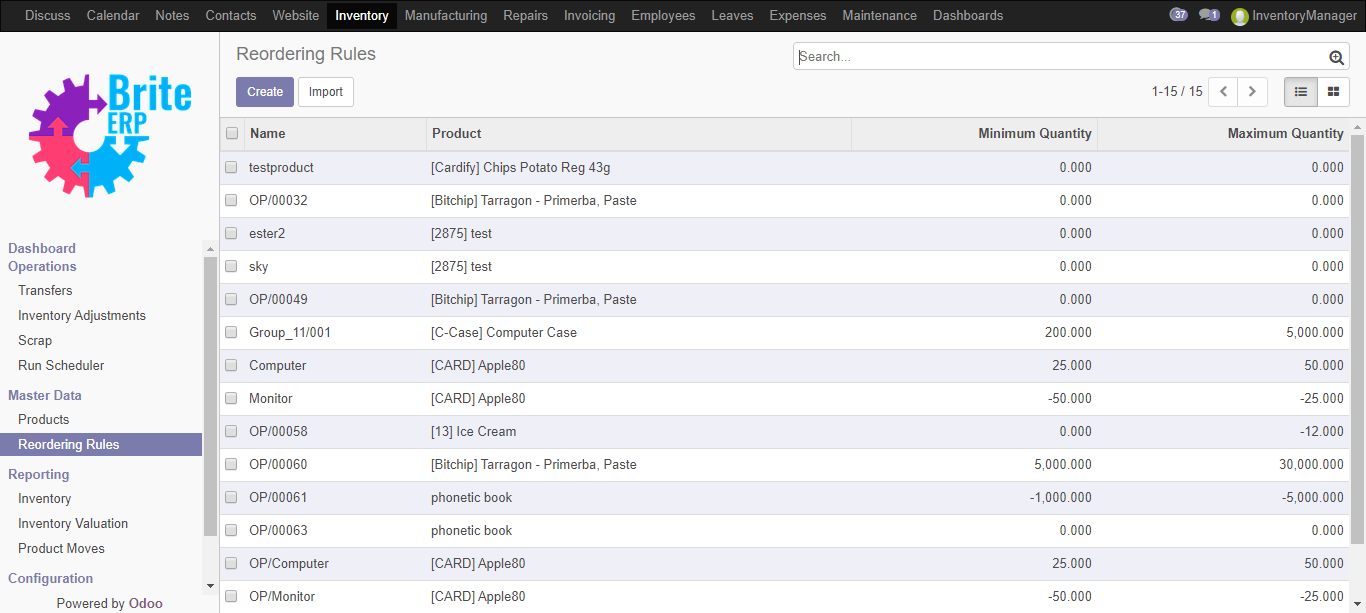 Discuss Calendar Notes Contacts Website Inventory Manufacturing Repairs Invoicing Employees Leaves Expenses Maintenance Dashboards 37 1 InventoryManager
Brite
ERP
Dashboard
Operations
Transfers
Inventory Adjustments
Scrap
Run Scheduler
Master Data
Products
Reordering Rules
Reporting
Inventory
Inventory Valuation
Product Moves
Configuration
Powered by Odoo
Reordering Rules
Search...
Create Import
1-15 / 15
Name Product Minimum Quantity Maximum Quantity
testproduct [Cardify] Chips Potato Reg 43g 0.000 0.000
OP/00032 [Bitchip] Tarragon - Primerba, Paste 0.000 0.000
ester2 [2875] test 0.000 0.000
sky [2875] test 0.000 0.000
OP/00049 [Bitchip] Tarragon - Primerba, Paste 0.000 0.000
Group_11/001 [C-Case] Computer Case 200.000 5,000.000
Computer [CARD] Apple80 25.000 50.000
Monitor [CARD] Apple80 -50.000 -25.000
OP/00058 [13] Ice Cream 0.000 -12.000
OP/00060 [Bitchip] Tarragon - Primerba, Paste 5,000.000 30,000.000
OP/00061 phonetic book -1,000.000 -5,000.000
OP/00063 phonetic book 0.000 0.000
OP/Computer [CARD] Apple80 25.000 50.000
OP/Monitor [CARD] Apple80 -50.000 -25.000